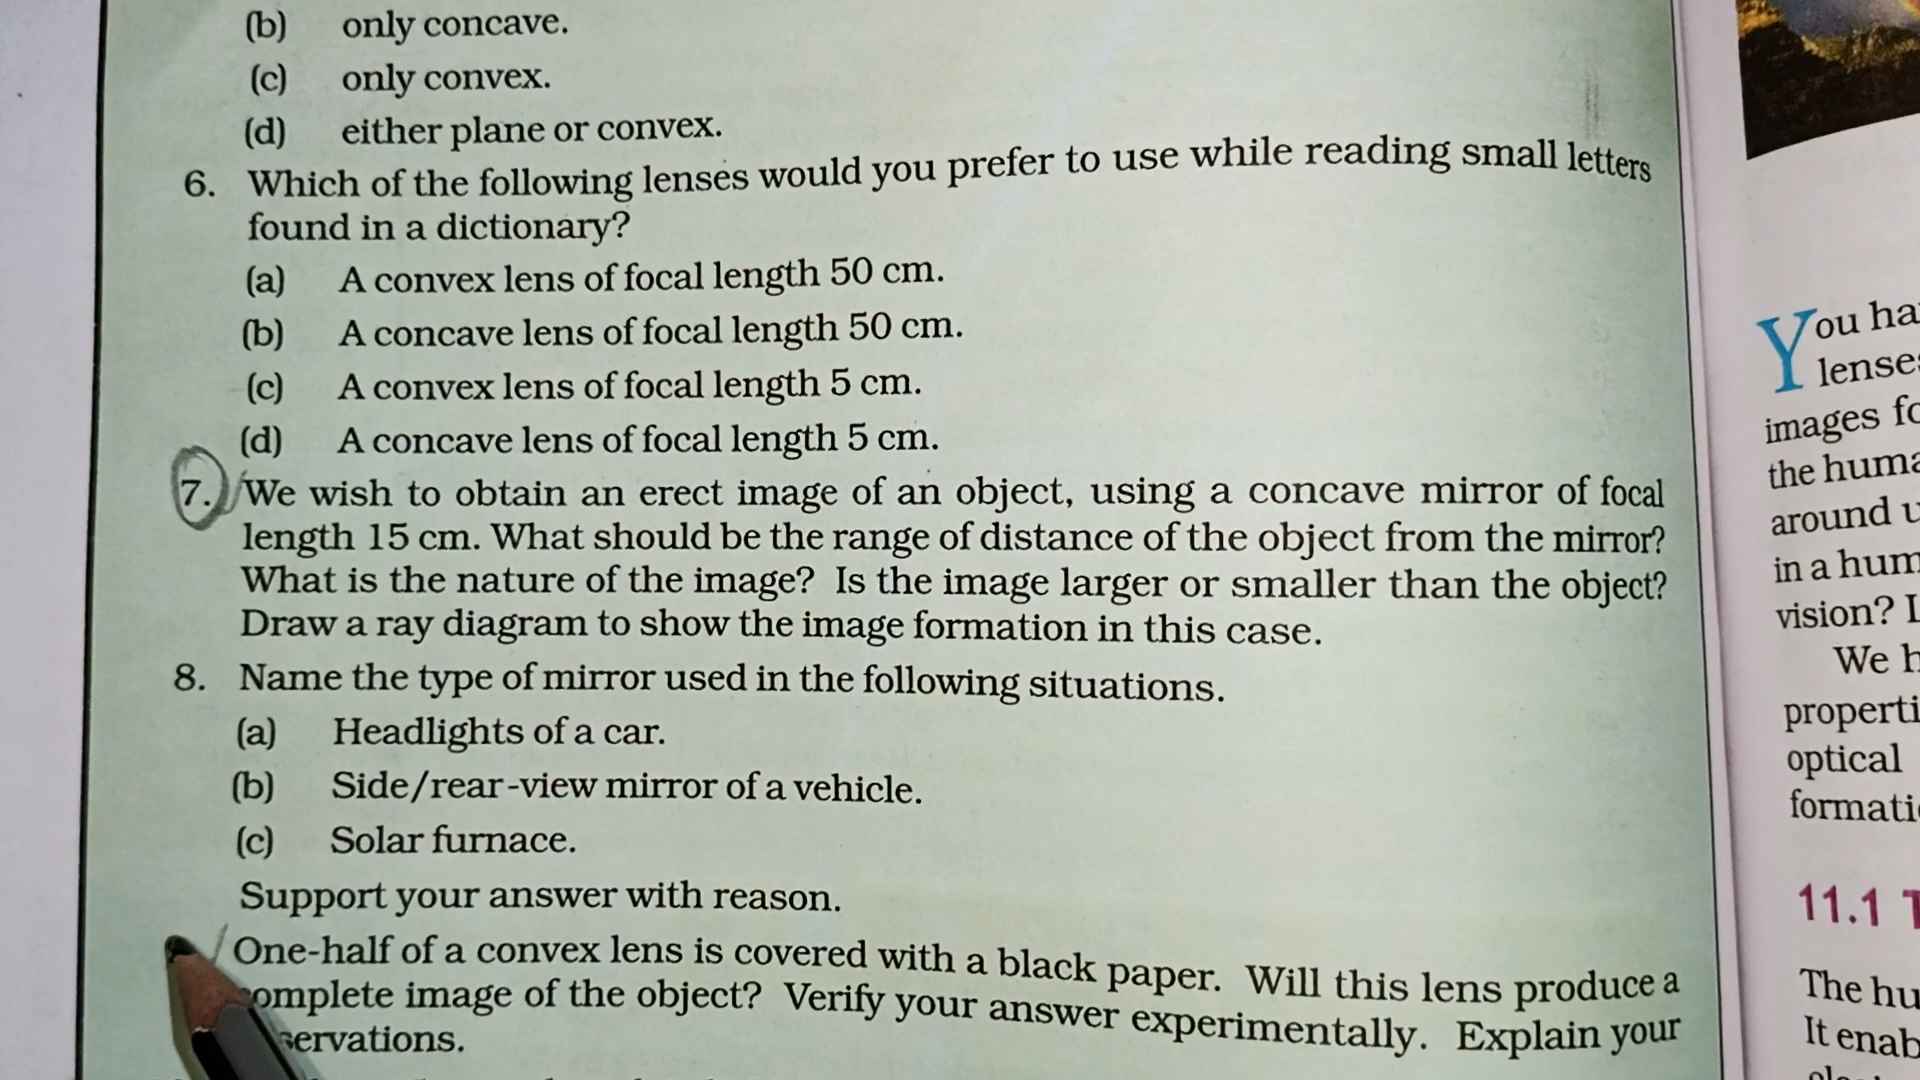 (b) only concave.
(c) only convex.
(d) either plane or convex.
6. Which of the following lenses would you prefer to use while reading small letters
found in a dictionary?
(a) A convex lens of focal length 50 cm.
(b) A concave lens of focal length 50 cm.
(c) A convex lens of focal length 5 cm.
(d) A concave lens of focal length 5 cm.
7. We wish to obtain an erect image of an object, using a concave mirror of focal
length 15 cm. What should be the range of distance of the object from the mirror?
What is the nature of the image? Is the image larger or smaller than the object?
Draw a ray diagram to show the image formation in this case.
8. Name the type of mirror used in the following situations.
(a) Headlights of a car.
(b) Side/rear-view mirror of a vehicle.
(c) Solar furnace.
Support your answer with reason.
One-half of a convex lens is covered with a black paper. Will this lens produce a
omplete image of the object? Verify your answer experimentally. Explain your
servations.
You ha
lenses
images fo
the huma
around u
in a hum
vision?
We h
properti
optical
formati
11.1
The hu
It enab